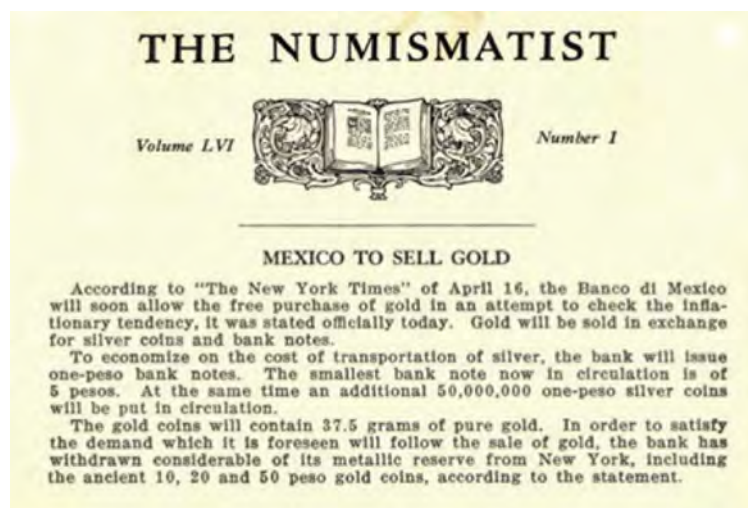 THE NUMISMATIST
Volume LVI
Number 1
MEXICO TO SELL GOLD
According to "The New York Times" of April 16, the Banco di Mexico
will soon allow the free purchase of gold in an attempt to check the infla-
tionary tendency, it was stated officially today. Gold will be sold in exchange
for silver coins and bank notes.
To economize on the cost of transportation of silver, the bank will issue
one-peso bank notes. The smallest bank note now in circulation is of
5 pesos. At the same time an additional 50,000,000 one-peso silver coins
will be put in circulation.
The gold coins will contain 37.5 grams of pure gold. In order to satisfy
the demand which it is foreseen will follow the sale of gold, the bank has
withdrawn considerable of its metallic reserve from New York, including
the ancient 10, 20 and 50 peso gold coins, according to the statement.